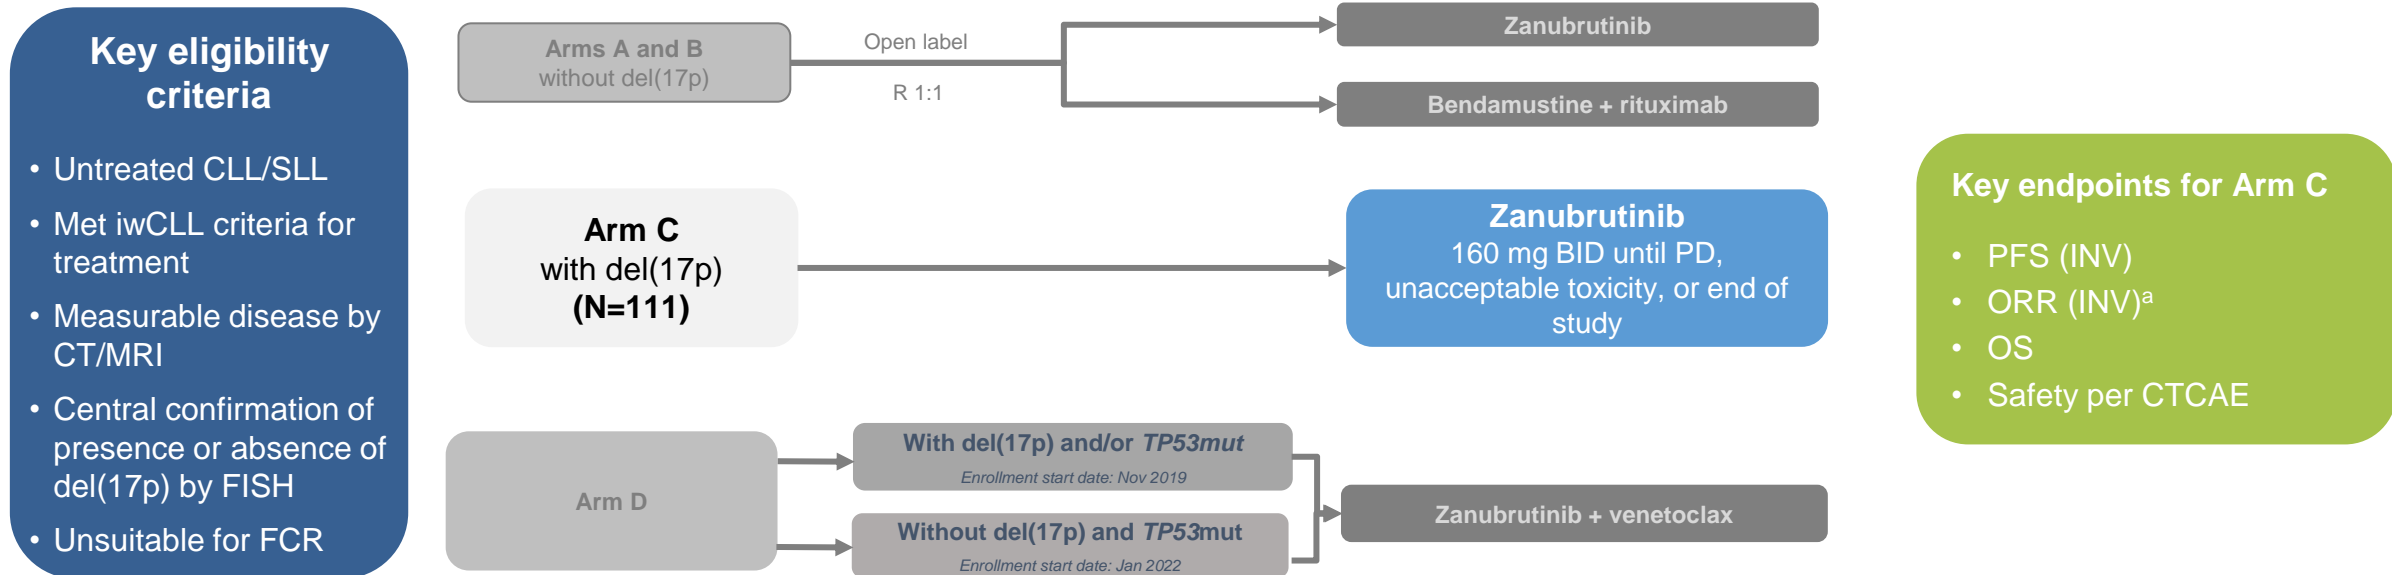 Key eligibility
criteria
• Untreated CLL/SLL
• Met iwCLL criteria for
treatment
• Measurable disease by
CT/MRI
• Central confirmation of
presence or absence of
del(17p) by FISH
• Unsuitable for FCR
Arms A and B
without del(17p)
Open label
R 1:1
Zanubrutinib
Bendamustine + rituximab
Arm C
with del(17p)
(N=111)
Zanubrutinib
160 mg BID until PD,
unacceptable toxicity, or end of
study
Arm D
With del(17p) and/or TP53mut
Enrollment start date: Nov 2019
Without del(17p) and TP53mut
Enrollment start date: Jan 2022
Zanubrutinib + venetoclax
Key endpoints for Arm C
• PFS (INV)
• ORR (INV)ᵃ
• OS
• Safety per CTCAE